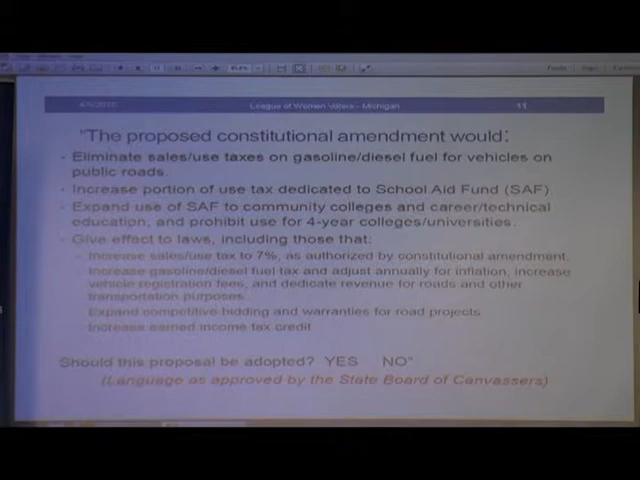 League of Women Voters - Michigan
11
"The proposed constitutional amendment would:
- Eliminate sales/use taxes on gasoline/diesel fuel for vehicles on
public roads.
- Increase portion of use tax dedicated to School Aid Fund (SAF).
- Expand use of SAF to community colleges and career/technical
education, and prohibit use for 4-year colleges/universities.
- Give effect to laws, including those that:
- Increase sales/use tax to 7%, as authorized by constitutional amendment.
Increase gasoline/diesel fuel tax and adjust annually for inflation, increase
vehicle registration fees, and dedicate revenue for roads and other
transportation purposes.
Expand competitive bidding and warranties for road projects.
Increase earned income tax credit
Should this proposal be adopted? YES NO"
(Language as approved by the State Board of Canvassers)